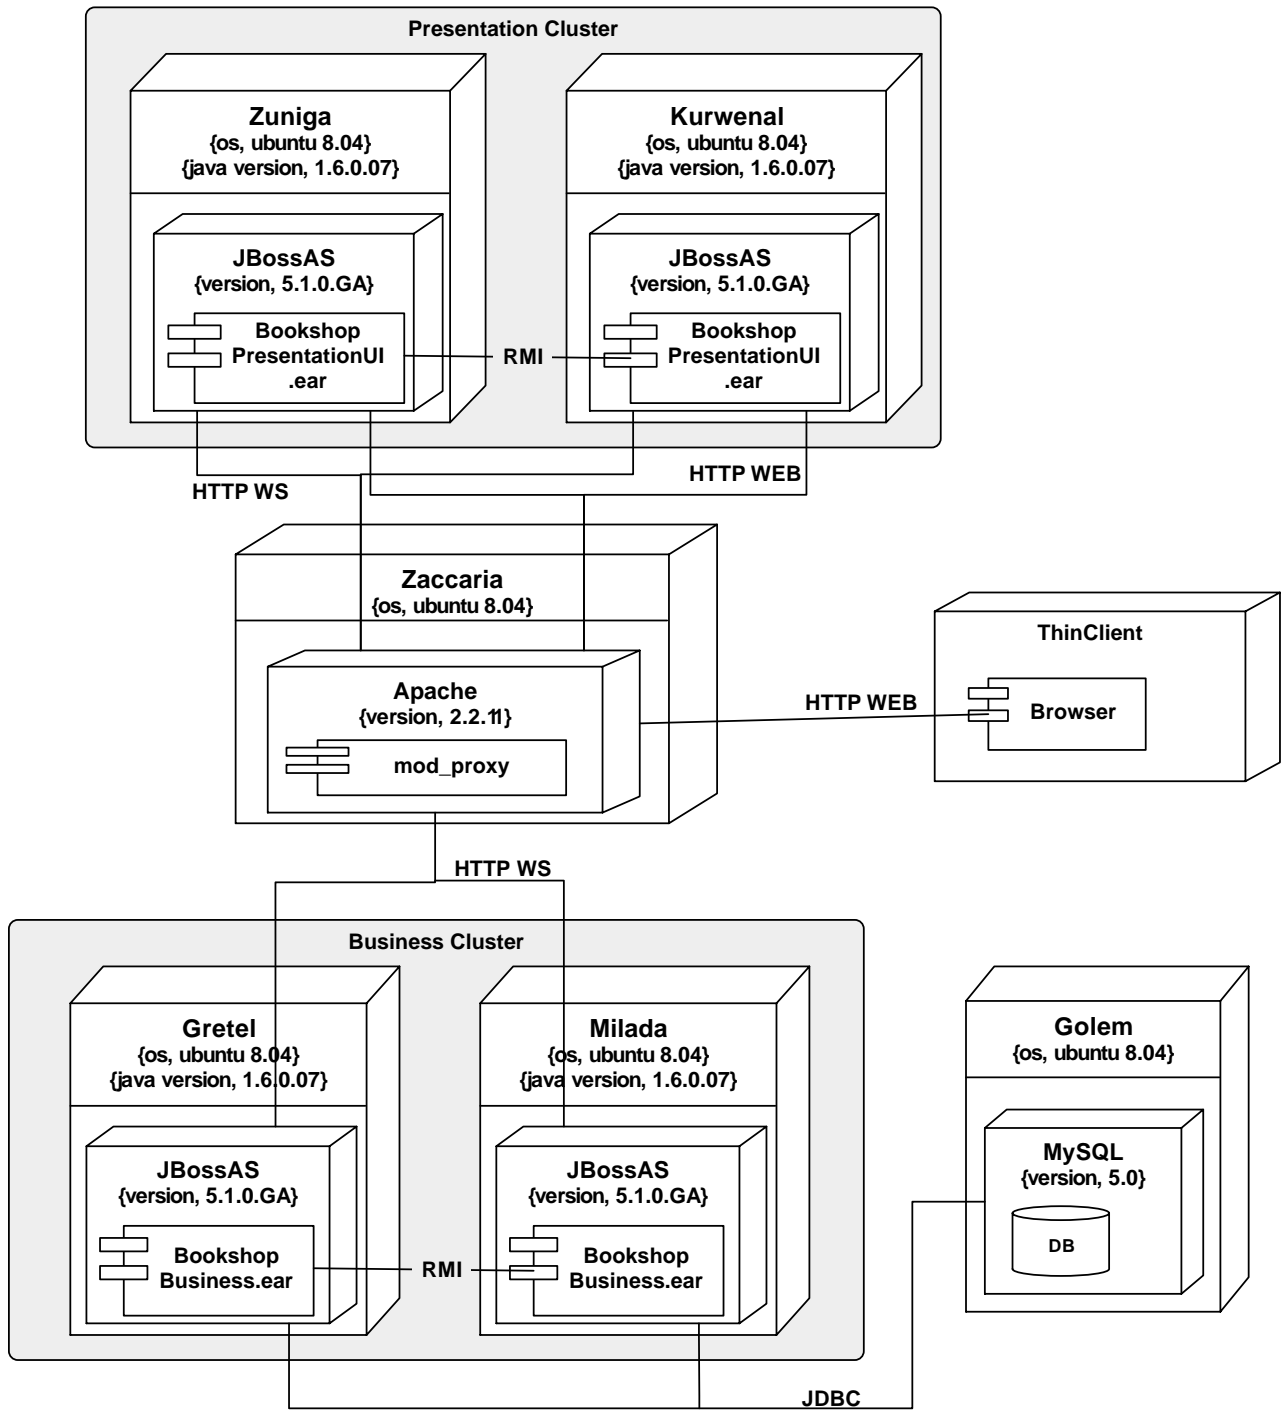 Presentation Cluster
Zuniga
{os, ubuntu 8.04}
{java version, 1.6.0.07}
JBossAS
{version, 5.1.0.GA}
Bookshop
PresentationUI
.ear
RMI
Kurwenal
{os, ubuntu 8.04}
{java version, 1.6.0.07}
JBossAS
{version, 5.1.0.GA}
Bookshop
PresentationUI
.ear
HTTP WS
HTTP WEB
Zaccaria
{os, ubuntu 8.04}
Apache
{version, 2.2.11}
mod_proxy
HTTP WEB
ThinClient
Browser
HTTP WS
Business Cluster
Gretel
{os, ubuntu 8.04}
{java version, 1.6.0.07}
JBossAS
{version, 5.1.0.GA}
Bookshop
Business.ear
RMI
Milada
{os, ubuntu 8.04}
{java version, 1.6.0.07}
JBossAS
{version, 5.1.0.GA}
Bookshop
Business.ear
Golem
{os, ubuntu 8.04}
MySQL
{version, 5.0}
DB
JDBC